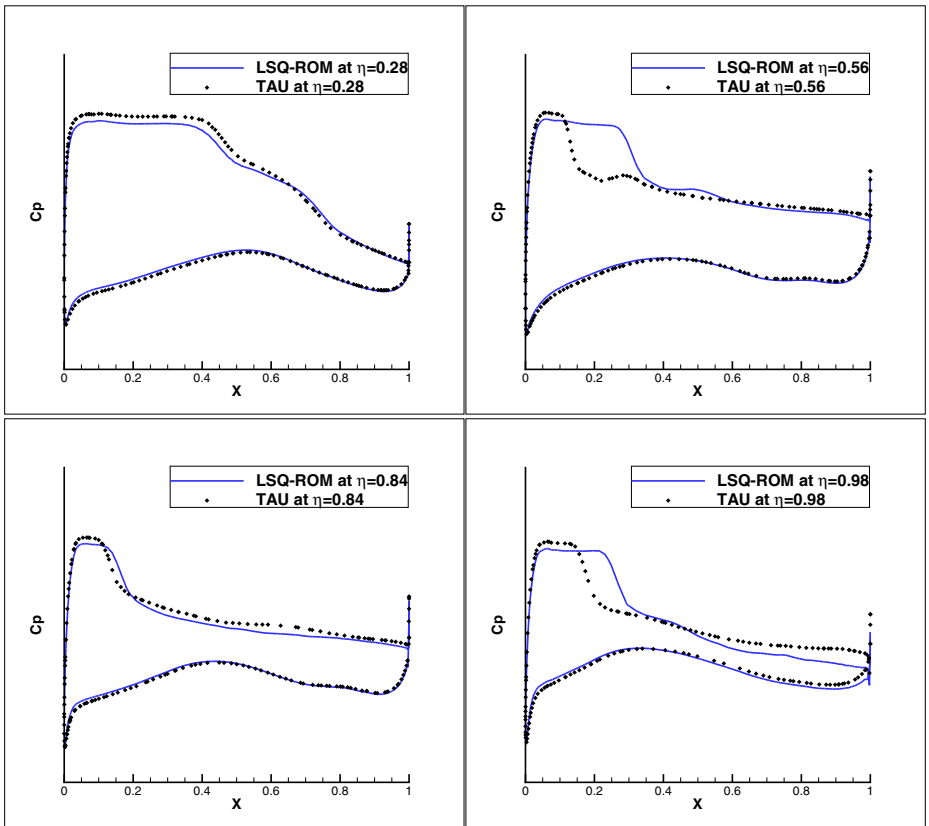 LSQ-ROM at η=0.28
TAU at η=0.28
Cp
0 0.2 0.4 0.6 0.8 1
X
LSQ-ROM at η=0.56
TAU at η=0.56
Cp
0 0.2 0.4 0.6 0.8 1
X
LSQ-ROM at η=0.84
TAU at η=0.84
Cp
0 0.2 0.4 0.6 0.8 1
X
LSQ-ROM at η=0.98
TAU at η=0.98
Cp
0 0.2 0.4 0.6 0.8 1
X